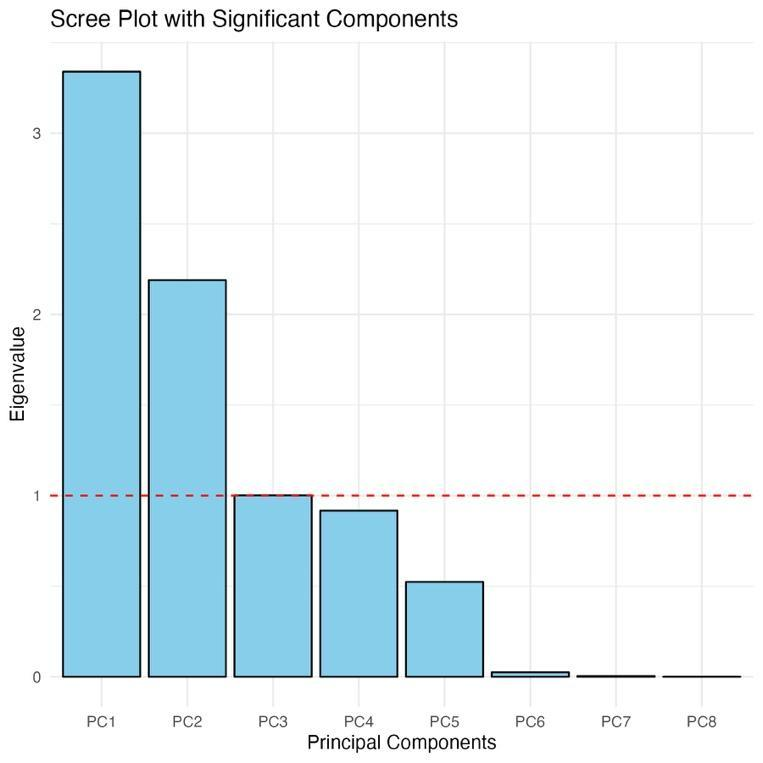 Scree Plot with Significant Components
3
2
1
0
Eigenvalue
PC1 PC2 PC3 PC4 PC5 PC6 PC7 PC8
Principal Components